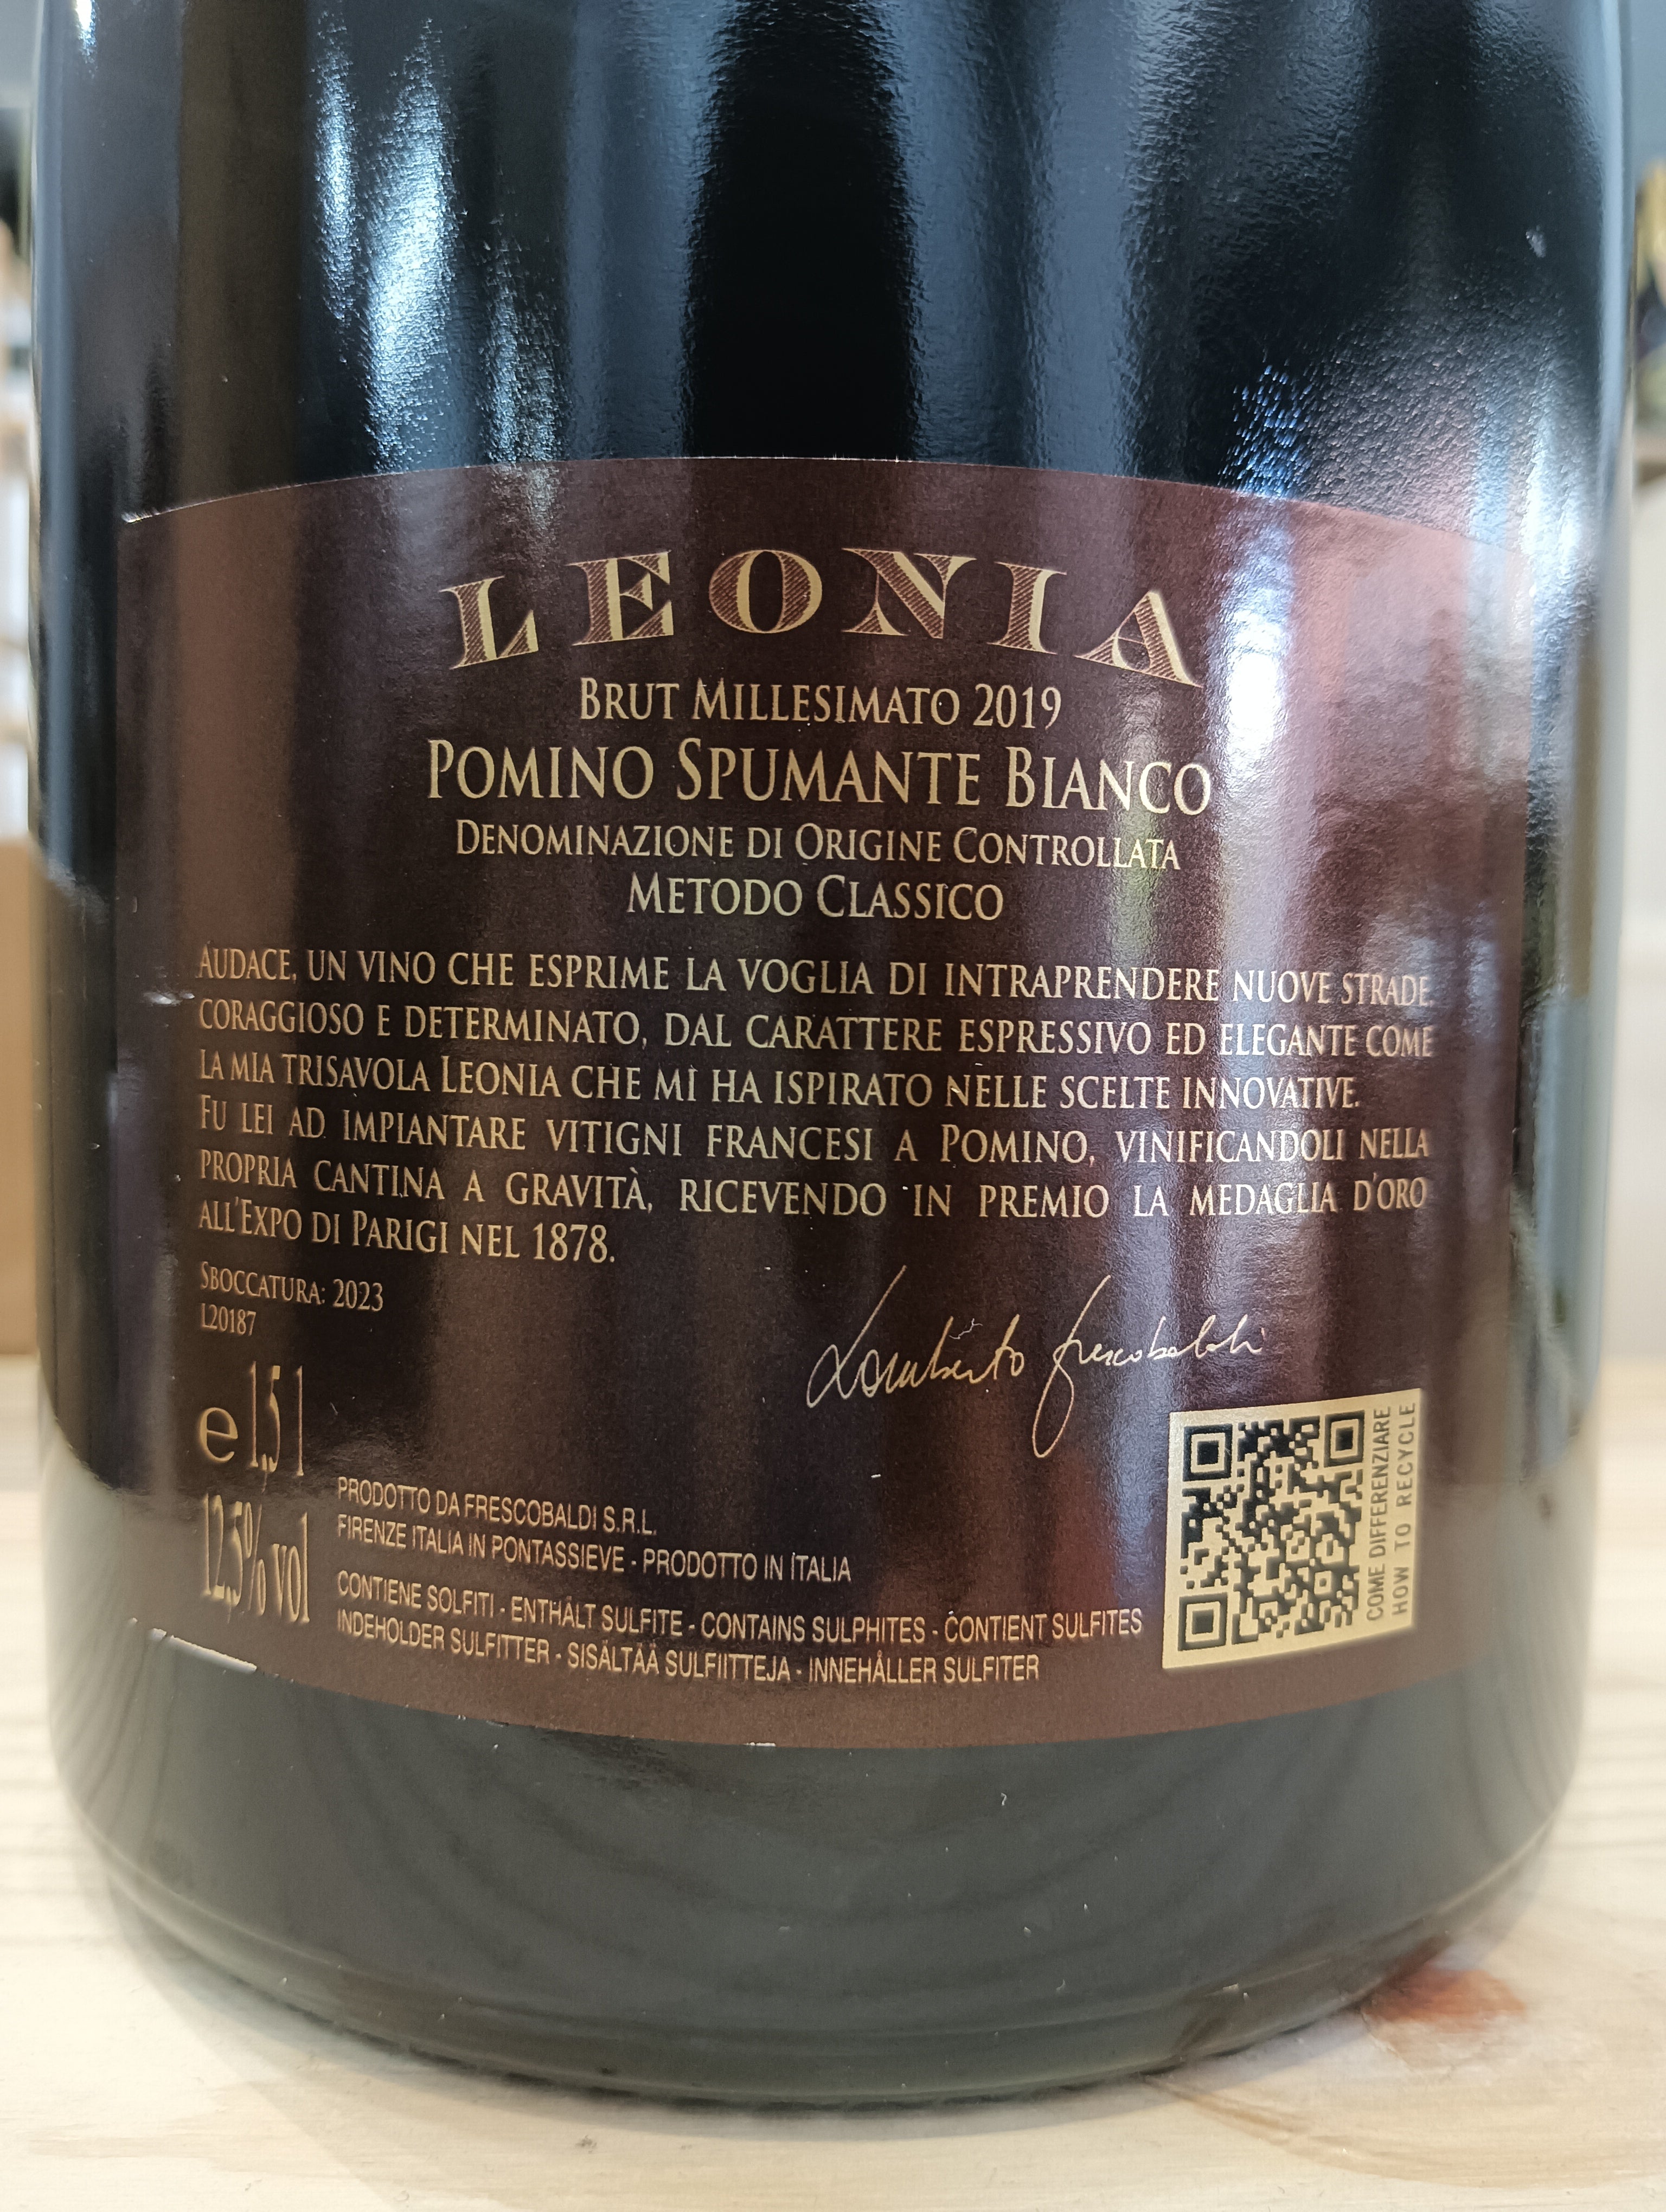 LEONIA
BRUT MILLESIMATO 2019
POMINO SPUMANTE BIANCO
DENOMINAZIONE DI ORIGINE CONTROLLATA
METODO CLASSICO
AUDACE, UN VINO CHE ESPRIME LA VOGLIA DI INTRAPRENDERE NUOVE STRADE,
CORAGGIOSO E DETERMINATO, DAL CARATTERE ESPRESSIVO ED ELEGANTE COME
LA MIA TRISAVOLA LEONIA CHE MI HA ISPIRATO NELLE SCELTE INNOVATIVE.
FU LEI AD IMPIANTARE VITIGNI FRANCESI A POMINO, VINIFICANDOLI NELLA
PROPRIA CANTINA A GRAVITÀ, RICEVENDO IN PREMIO LA MEDAGLIA D'ORO
ALL'EXPO DI PARIGI NEL 1878.
SBOCCATURA: 2023
L20187
Lamberto Frescobaldi
e 1,5 l
12,5% vol
PRODOTTO DA FRESCOBALDI S.R.L.
FIRENZE ITALIA IN PONTASSIEVE - PRODOTTO IN ITALIA
CONTIENE SOLFITI - ENTHÄLT SULFITE - CONTAINS SULPHITES - CONTIENT SULFITES
INDEHOLDER SULFITTER - SISÄLTÄÄ SULFIITTEJA - INNEHÅLLER SULFITER
COME DIFFERENZIARE
HOW TO RECYCLE